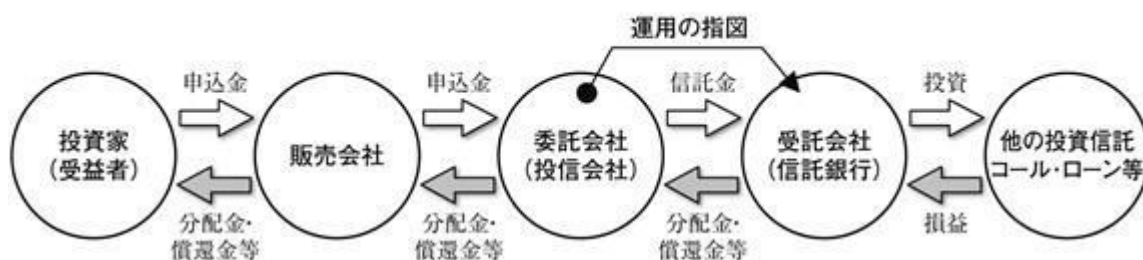 運用の指図
申込金
申込金
信託金
投資
投資家
(受益者)
販売会社
委託会社
(投信会社)
受託会社
(信託銀行)
他の投資信託
コール・ローン等
分配金・
償還金等
分配金・
償還金等
分配金・
償還金等
損益